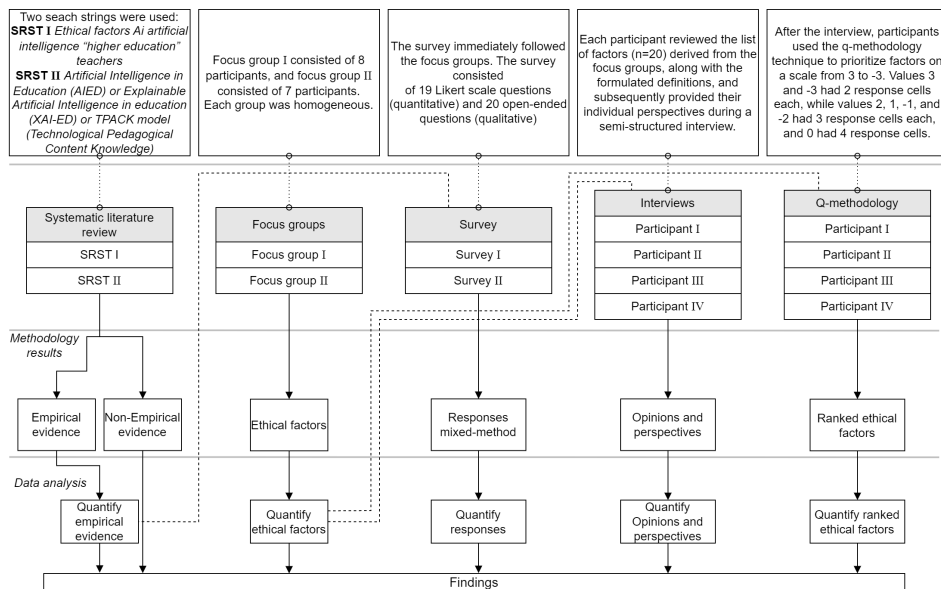 Two seach strings were used:
SRST I Ethical factors Ai artificial
intelligence "higher education"
teachers
SRST II Artificial Intelligence in
Education (AIED) or Explainable
Artificial Intelligence in education
(XAI-ED) or TPACK model
(Technological Pedagogical
Content Knowledge)
Focus group I consisted of 8
participants, and focus group II
consisted of 7 participants.
Each group was homogeneous.
The survey immediately followed
the focus groups. The survey
consisted
of 19 Likert scale questions
(quantitative) and 20 open-ended
questions (qualitative)
Each participant reviewed the list
of factors (n=20) derived from the
focus groups, along with the
formulated definitions, and
subsequently provided their
individual perspectives during a
semi-structured interview.
After the interview, participants
used the q-methodology
technique to prioritize factors on
a scale from 3 to -3. Values 3
and -3 had 2 response cells
each, while values 2, 1, -1, and
-2 had 3 response cells each,
and 0 had 4 response cells.
Systematic literature
review
SRST I
SRST II
Focus groups
Focus group I
Focus group II
Survey
Survey I
Survey II
Interviews
Participant I
Participant II
Participant III
Participant IV
Q-methodology
Participant I
Participant II
Participant III
Participant IV
Methodology
results
Empirical
evidence
Non-Empirical
evidence
Ethical factors
Responses
mixed-method
Opinions and
perspectives
Ranked ethical
factors
Data analysis
Quantify
empirical
evidence
Quantify
ethical factors
Quantify
responses
Quantify
Opinions and
perspectives
Quantify ranked
ethical factors
Findings